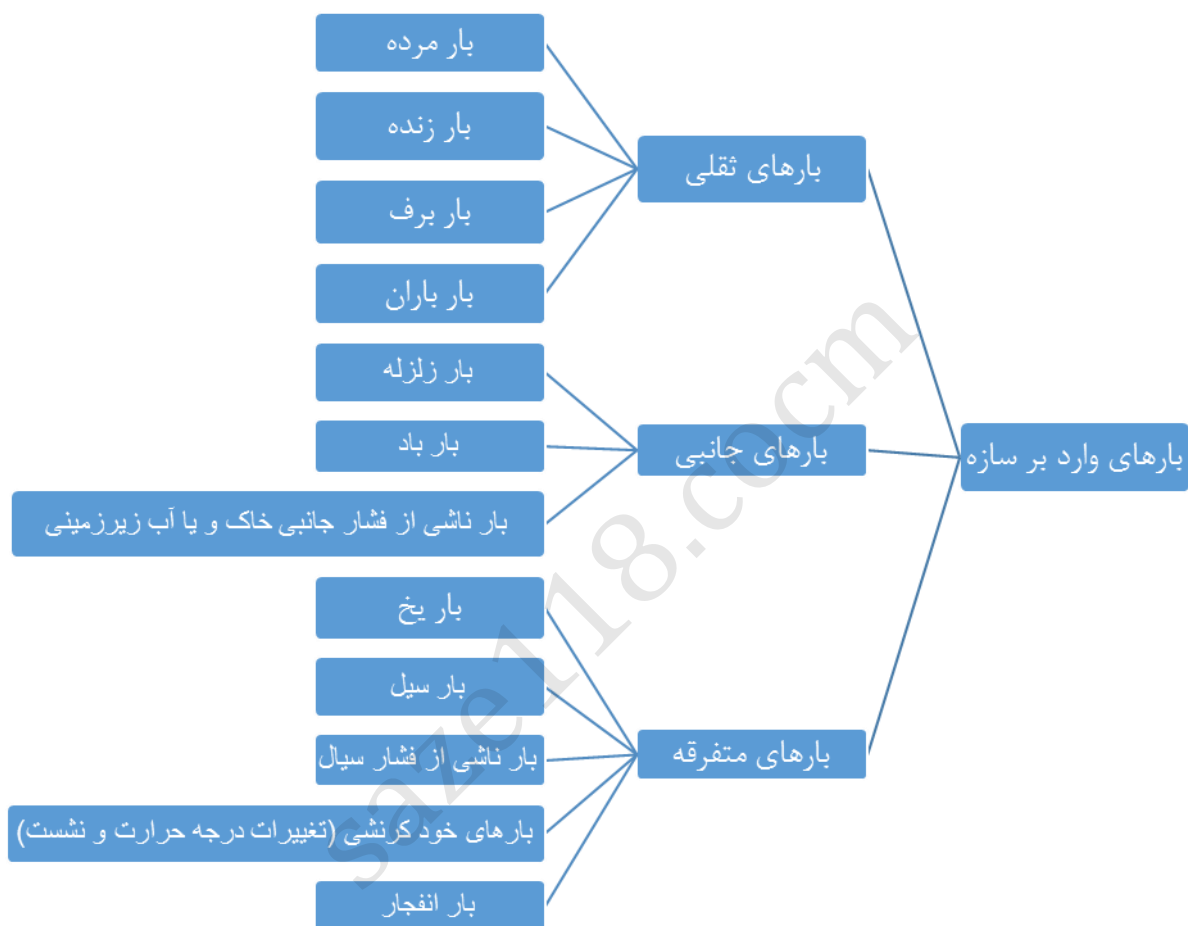 بارهای وارد بر سازه
بارهای ثقلی
بار مرده
بار زنده
بار برف
بار باران
بارهای جانبی
بار زلزله
بار باد
بار ناشی از فشار جانبی خاک و یا آب زیرزمینی
بارهای متفرقه
بار یخ
بار سیل
بار ناشی از فشار سیال
بارهای خود کرنشی (تغییرات درجه حرارت و نشست)
بار انفجار
saze118.cocm